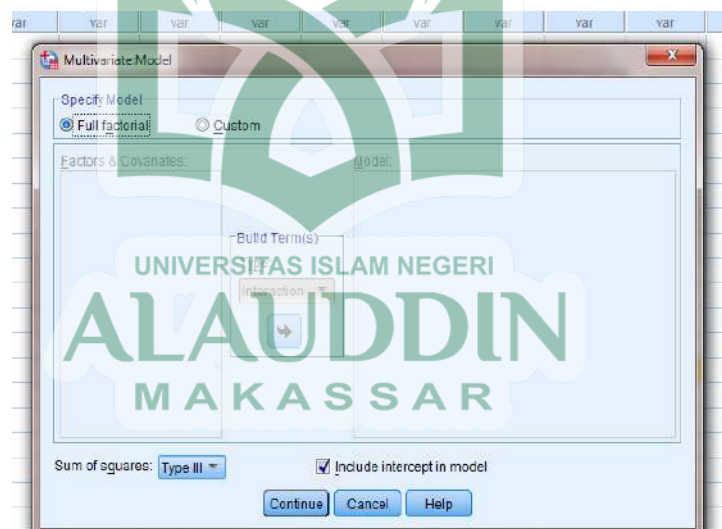 var var var var var var var var var
Multivariate: Model
Specify Model
Full factorial Custom
Factors & Covariates: Model:
Build Term(s)
Type:
Interaction
UNIVERSITAS ISLAM NEGERI
ALAUDDIN
MAKASSAR
Sum of squares: Type III Include intercept in model
Continue Cancel Help